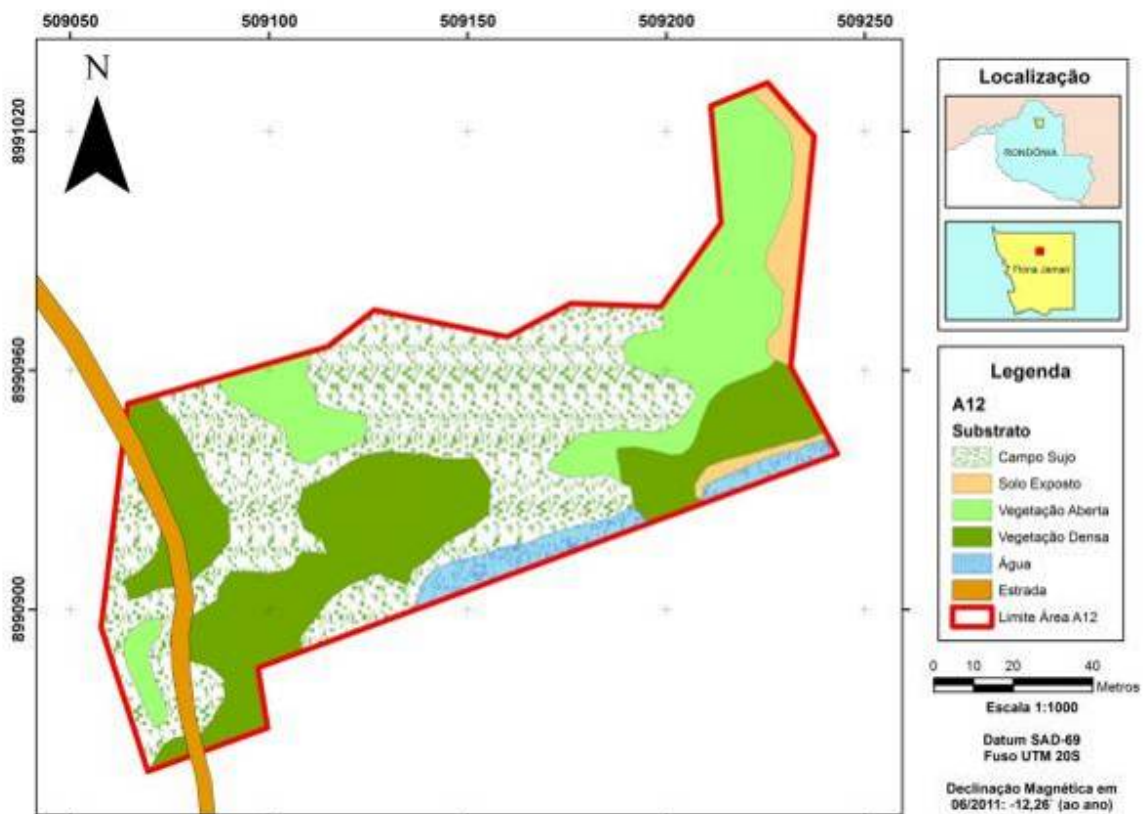 509050 509100 509150 509200 509250
N
8991020
8990960
8990900
Localização
RONDÔNIA
Flona Jamari
Legenda
A12
Substrato
Campo Sujo
Solo Exposto
Vegetação Aberta
Vegetação Densa
Água
Estrada
Limite Área A12
0 10 20 40
Metros
Escala 1:1000
Datum SAD-69
Fuso UTM 20S
Declinação Magnética em
06/2011: -12,26´ (ao ano)